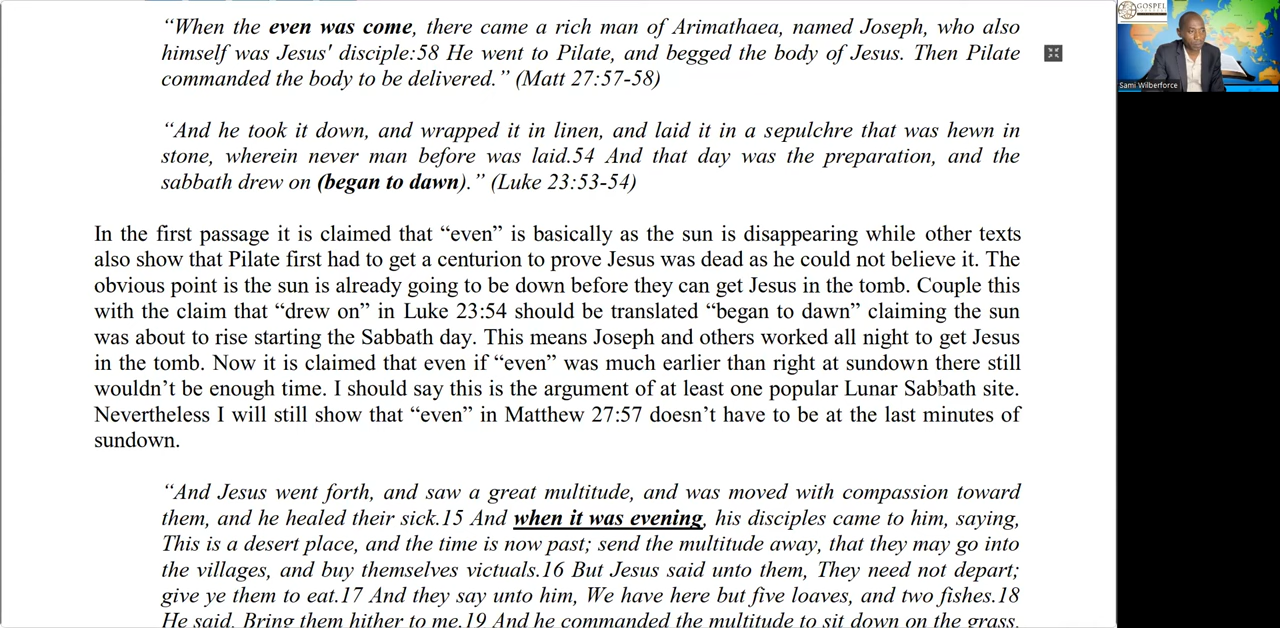 “When the even was come, there came a rich man of Arimathaea, named Joseph, who also
himself was Jesus' disciple:58 He went to Pilate, and begged the body of Jesus. Then Pilate
commanded the body to be delivered.” (Matt 27:57-58)
“And he took it down, and wrapped it in linen, and laid it in a sepulchre that was hewn in
stone, wherein never man before was laid.54 And that day was the preparation, and the
sabbath drew on (began to dawn).” (Luke 23:53-54)
In the first passage it is claimed that “even” is basically as the sun is disappearing while other texts
also show that Pilate first had to get a centurion to prove Jesus was dead as he could not believe it. The
obvious point is the sun is already going to be down before they can get Jesus in the tomb. Couple this
with the claim that “drew on” in Luke 23:54 should be translated “began to dawn” claiming the sun
was about to rise starting the Sabbath day. This means Joseph and others worked all night to get Jesus
in the tomb. Now it is claimed that even if “even” was much earlier than right at sundown there still
wouldn’t be enough time. I should say this is the argument of at least one popular Lunar Sabbath site.
Nevertheless I will still show that “even” in Matthew 27:57 doesn’t have to be at the last minutes of
sundown.
“And Jesus went forth, and saw a great multitude, and was moved with compassion toward
them, and he healed their sick.15 And when it was evening, his disciples came to him, saying,
This is a desert place, and the time is now past; send the multitude away, that they may go into
the villages, and buy themselves victuals.16 But Jesus said unto them, They need not depart;
give ye them to eat.17 And they say unto him, We have here but five loaves, and two fishes.18
He said, Bring them hither to me.19 And he commanded the multitude to sit down on the grass,
GOSPEL
Sami Wilberforce